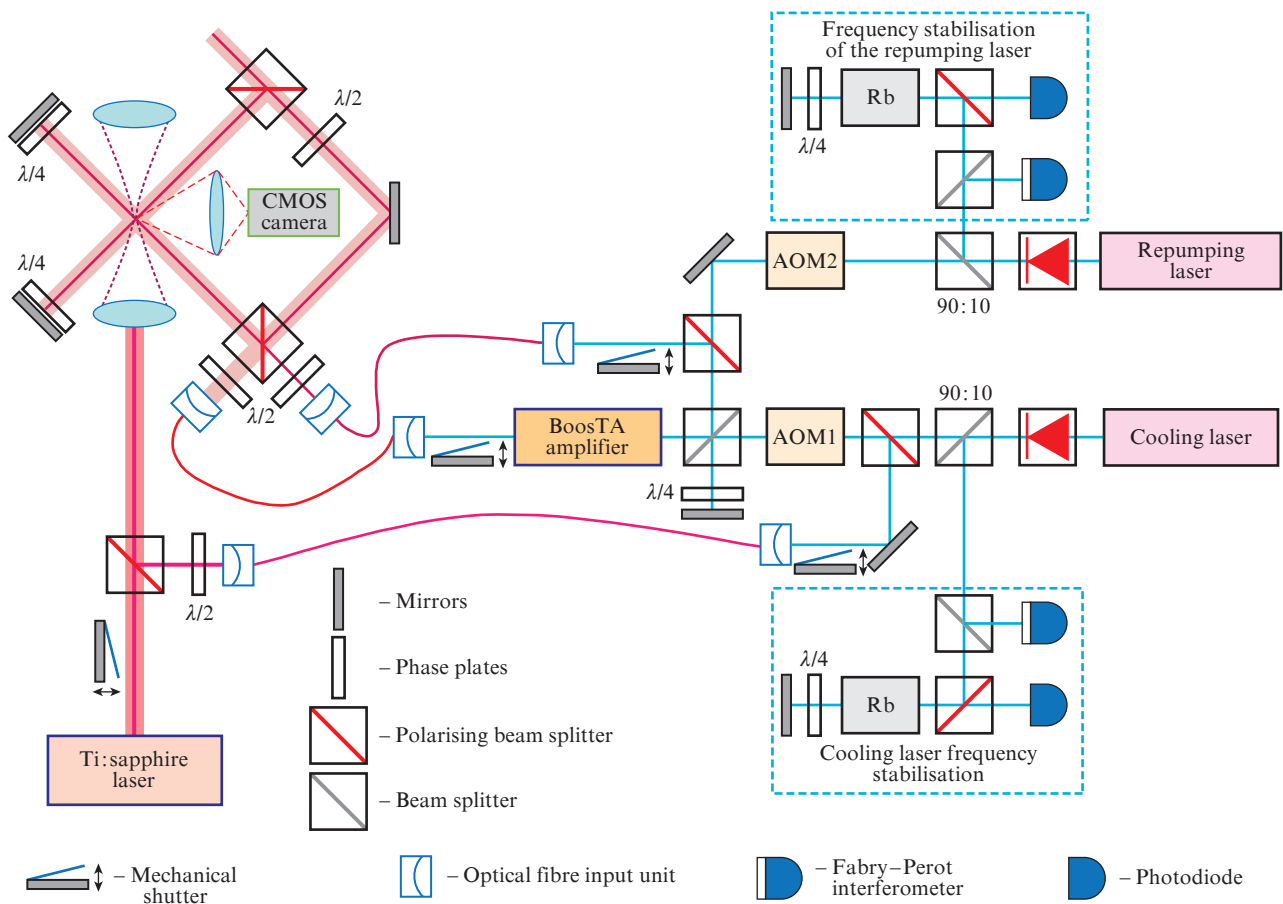 Frequency stabilisation
of the repumping laser
λ/4
Rb
λ/2
λ/4
CMOS
camera
λ/4
AOM2
90:10
Repumping
laser
λ/2
BoosTA
amplifier
AOM1
90:10
Cooling laser
λ/4
λ/2
λ/4
Rb
Cooling laser frequency
stabilisation
Ti:sapphire
laser
– Mirrors
– Phase plates
– Polarising beam splitter
– Beam splitter
– Mechanical
shutter
– Optical fibre input unit
– Fabry–Perot
interferometer
– Photodiode